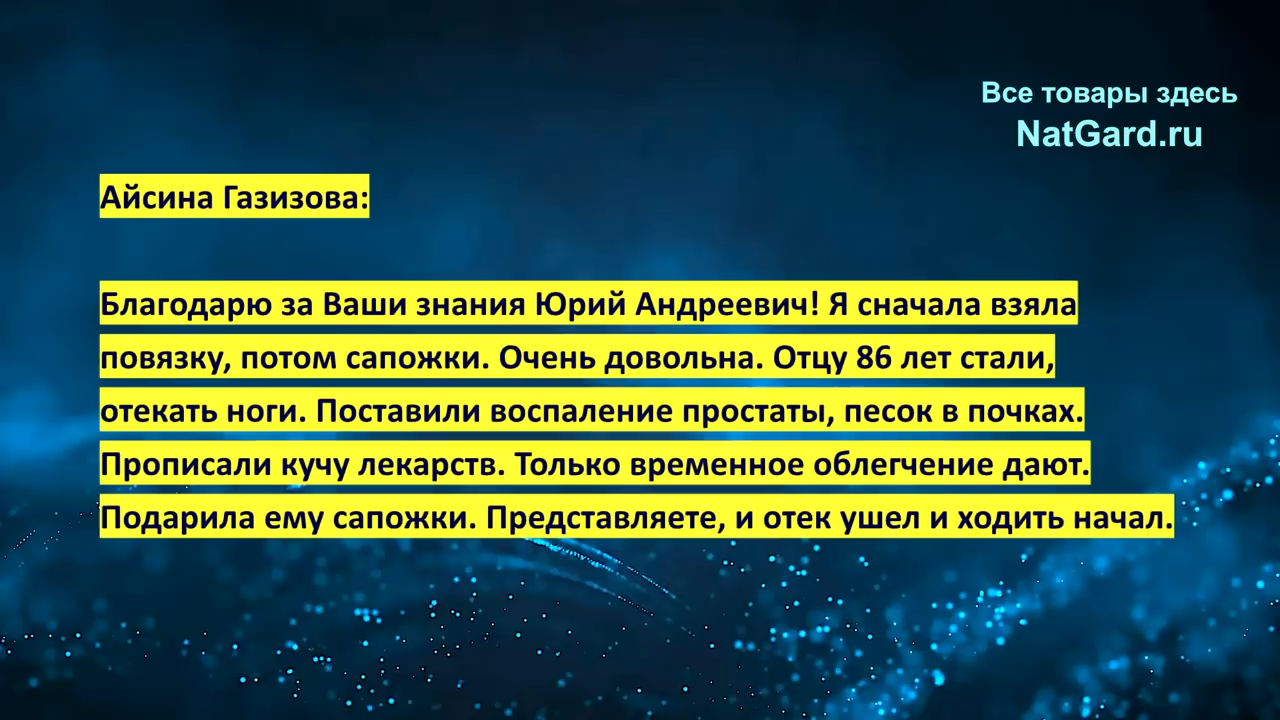 Все товары здесь
NatGard.ru
Айсина Газизова:
Благодарю за Ваши знания Юрий Андреевич! Я сначала взяла
повязку, потом сапожки. Очень довольна. Отцу 86 лет стали,
отекать ноги. Поставили воспаление простаты, песок в почках.
Прописали кучу лекарств. Только временное облегчение дают.
Подарила ему сапожки. Представляете, и отек ушел и ходить начал.